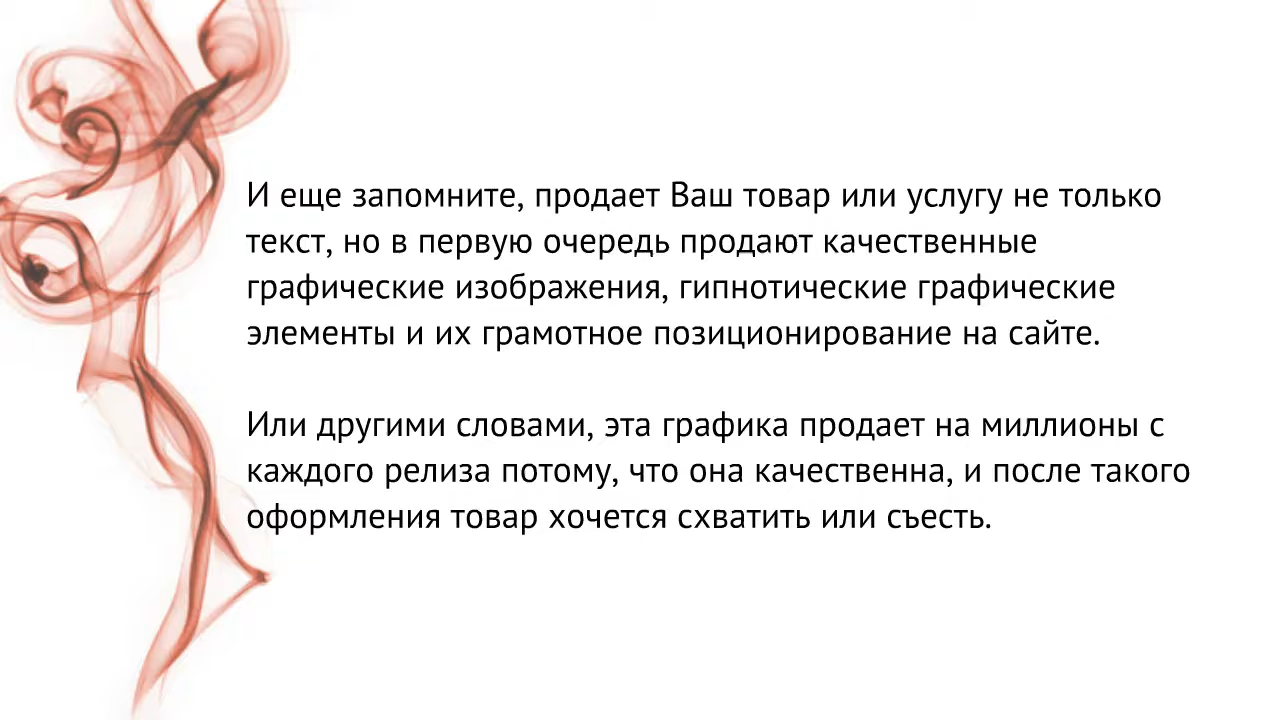 И еще запомните, продает Ваш товар или услугу не только
текст, но в первую очередь продают качественные
графические изображения, гипнотические графические
элементы и их грамотное позиционирование на сайте.
Или другими словами, эта графика продает на миллионы с
каждого релиза потому, что она качественна, и после такого
оформления товар хочется схватить или съесть.